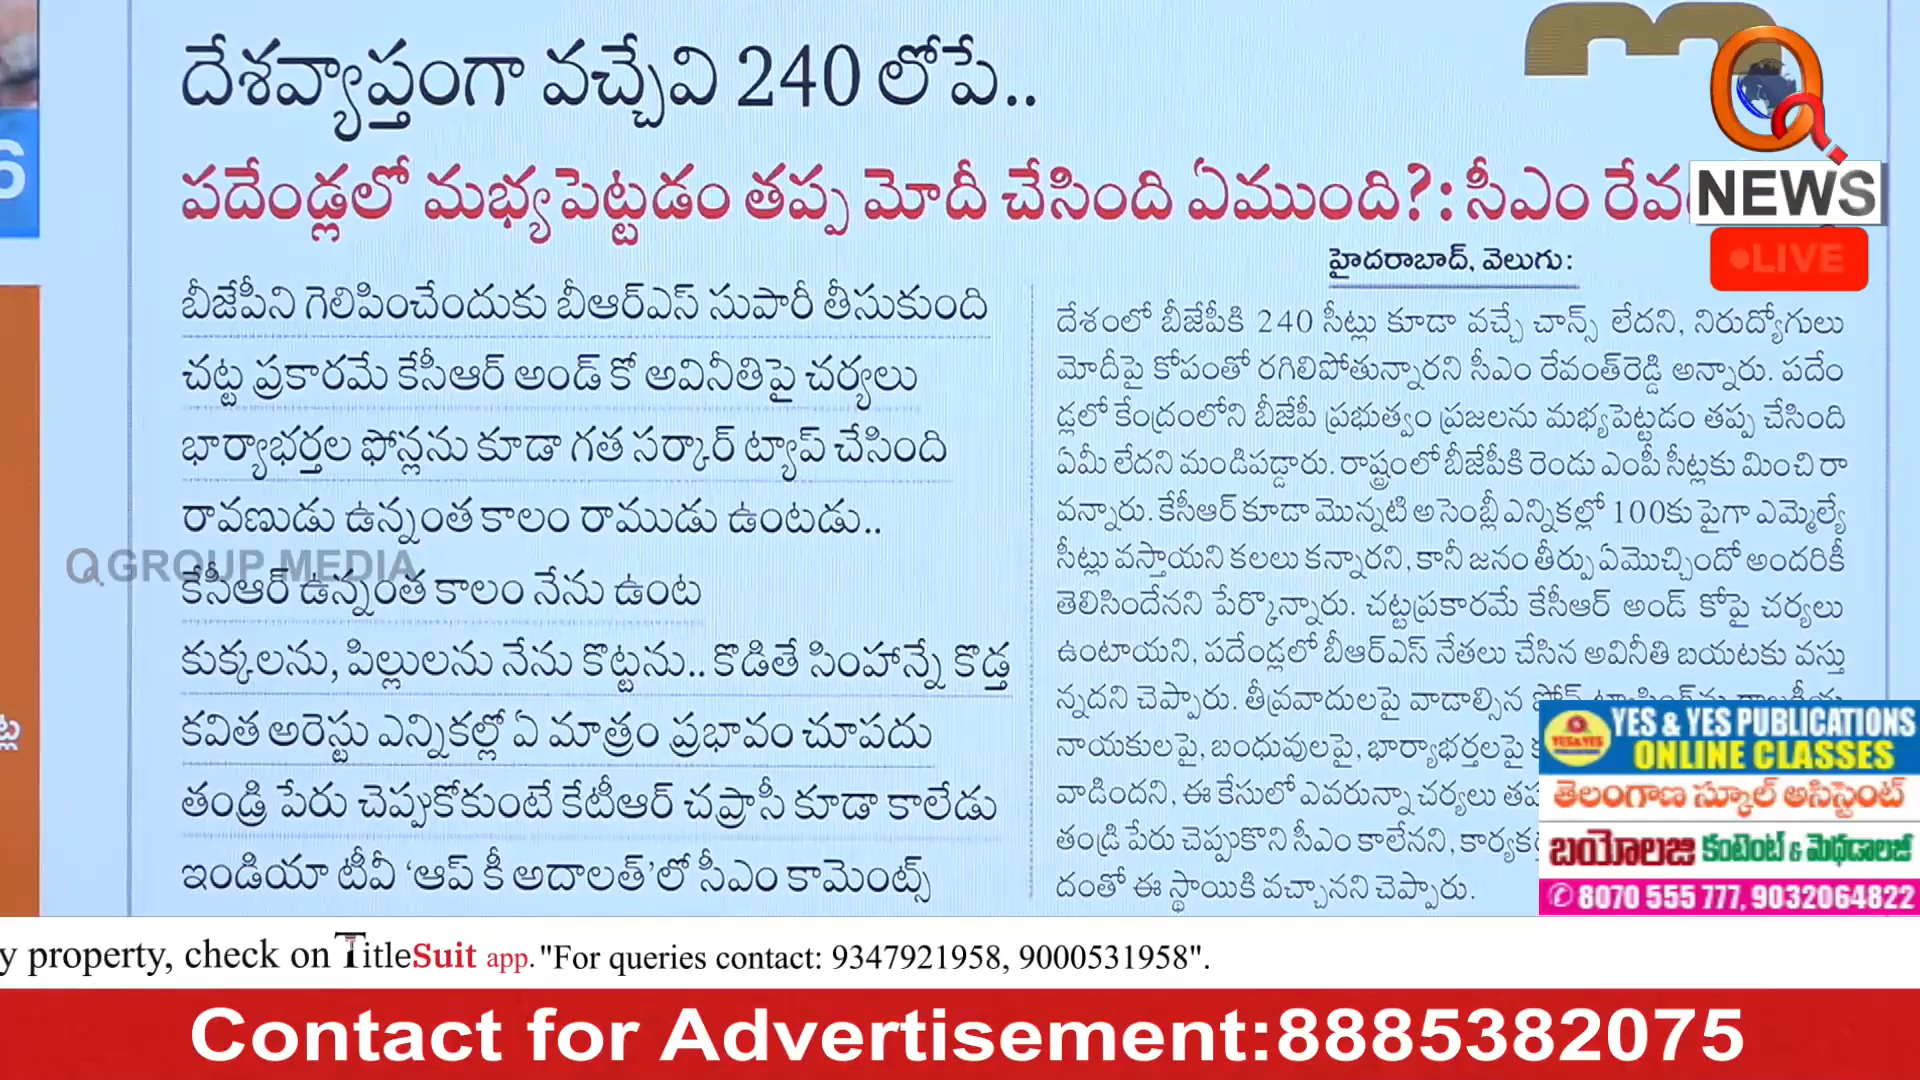 దేశవ్యాప్తంగా వచ్చేవి 240 లోపే..
పదేండ్లలో మభ్యపెట్టడం తప్ప మోదీ చేసింది ఏముంది?: సీఎం
బీజేపీని గెలిపించేందుకు బీఆర్ఎస్ సుపారీ తీసుకుంది
చట్ట ప్రకారమే కేసీఆర్ అండ్ కో అవినీతిపై చర్యలు
భార్యాభర్తల ఫోన్లను కూడా గత సర్కార్ ట్యాప్ చేసింది
రావణుడు ఉన్నంత కాలం రాముడు ఉంటడు..
కేసీఆర్ ఉన్నంత కాలం నేను ఉంట
కుక్కలను, పిల్లులను నేను కొట్టను.. కొడితే సింహాన్నే కొడ్త
కవిత అరెస్టు ఎన్నికల్లో ఏ మాత్రం ప్రభావం చూపదు
తండ్రి పేరు చెప్పుకోకుంటే కేటీఆర్ చప్రాసీ కూడా కాలేడు
ఇండియా టీవీ ‘ఆప్ కీ అదాలత్’లో సీఎం కామెంట్స్
హైదరాబాద్, వెలుగు:
దేశంలో బీజేపీకి 240 సీట్లు కూడా వచ్చే చాన్స్ లేదని, నిరుద్యోగులు
మోదీపై కోపంతో రగిలిపోతున్నారని సీఎం రేవంత్‌రెడ్డి అన్నారు. పదేం
డ్లలో కేంద్రంలోని బీజేపీ ప్రభుత్వం ప్రజలను మభ్యపెట్టడం తప్ప చేసింది
ఏమీ లేదని మండిపడ్డారు. రాష్ట్రంలో బీజేపీకి రెండు ఎంపీ సీట్లకు మించి రా
వన్నారు. కేసీఆర్ కూడా మొన్నటి అసెంబ్లీ ఎన్నికల్లో 100కు పైగా ఎమ్మెల్యే
సీట్లు వస్తాయని కలలు కన్నారని, కానీ జనం తీర్పు ఏమొచ్చిందో అందరికీ
తెలిసిందేనని పేర్కొన్నారు. చట్టప్రకారమే కేసీఆర్ అండ్ కోపై చర్యలు
ఉంటాయని, పదేండ్లలో బీఆర్ఎస్ నేతలు చేసిన అవినీతి బయటకు వస్తు
న్నదని చెప్పారు. తీవ్రవాదులపై వాడాల్సిన
నాయకులపై, బంధువులపై, భార్యాభర్తలపై
వాడిందని, ఈ కేసులో ఎవరున్నా చర్యలు
తండ్రి పేరు చెప్పుకొని సీఎం కాలేనని,
దంతో ఈ స్థాయికి వచ్చానని చెప్పారు.
Q NEWS
LIVE
Q GROUP MEDIA
6
YES & YES PUBLICATIONS
ONLINE CLASSES
తెలంగాణ స్కూల్ అసిస్టెంట్
బయోలజి కంటెంట్ & మెథడాలజీ
8070 555 777, 9032064822
y property, check on TitleSuit app. "For queries contact: 9347921958, 9000531958".
Contact for Advertisement:8885382075